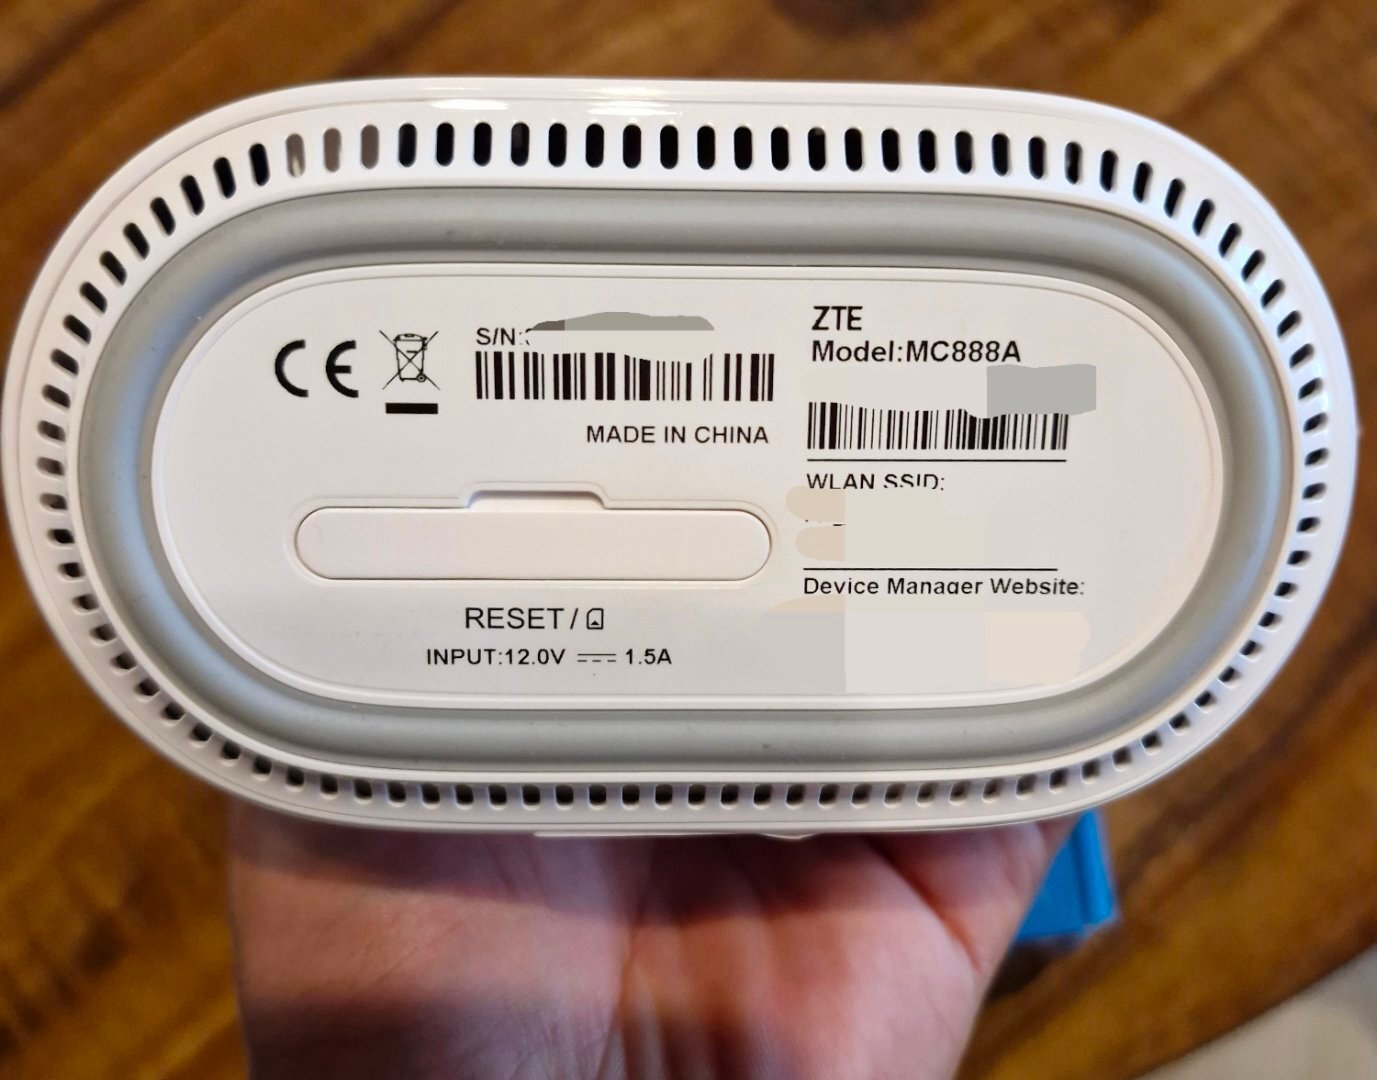 CE
S/N:
MADE IN CHINA
RESET /
INPUT:12.0V 1.5A
ZTE
Model:MC888A
WLAN SSID:
Device Manager Website: